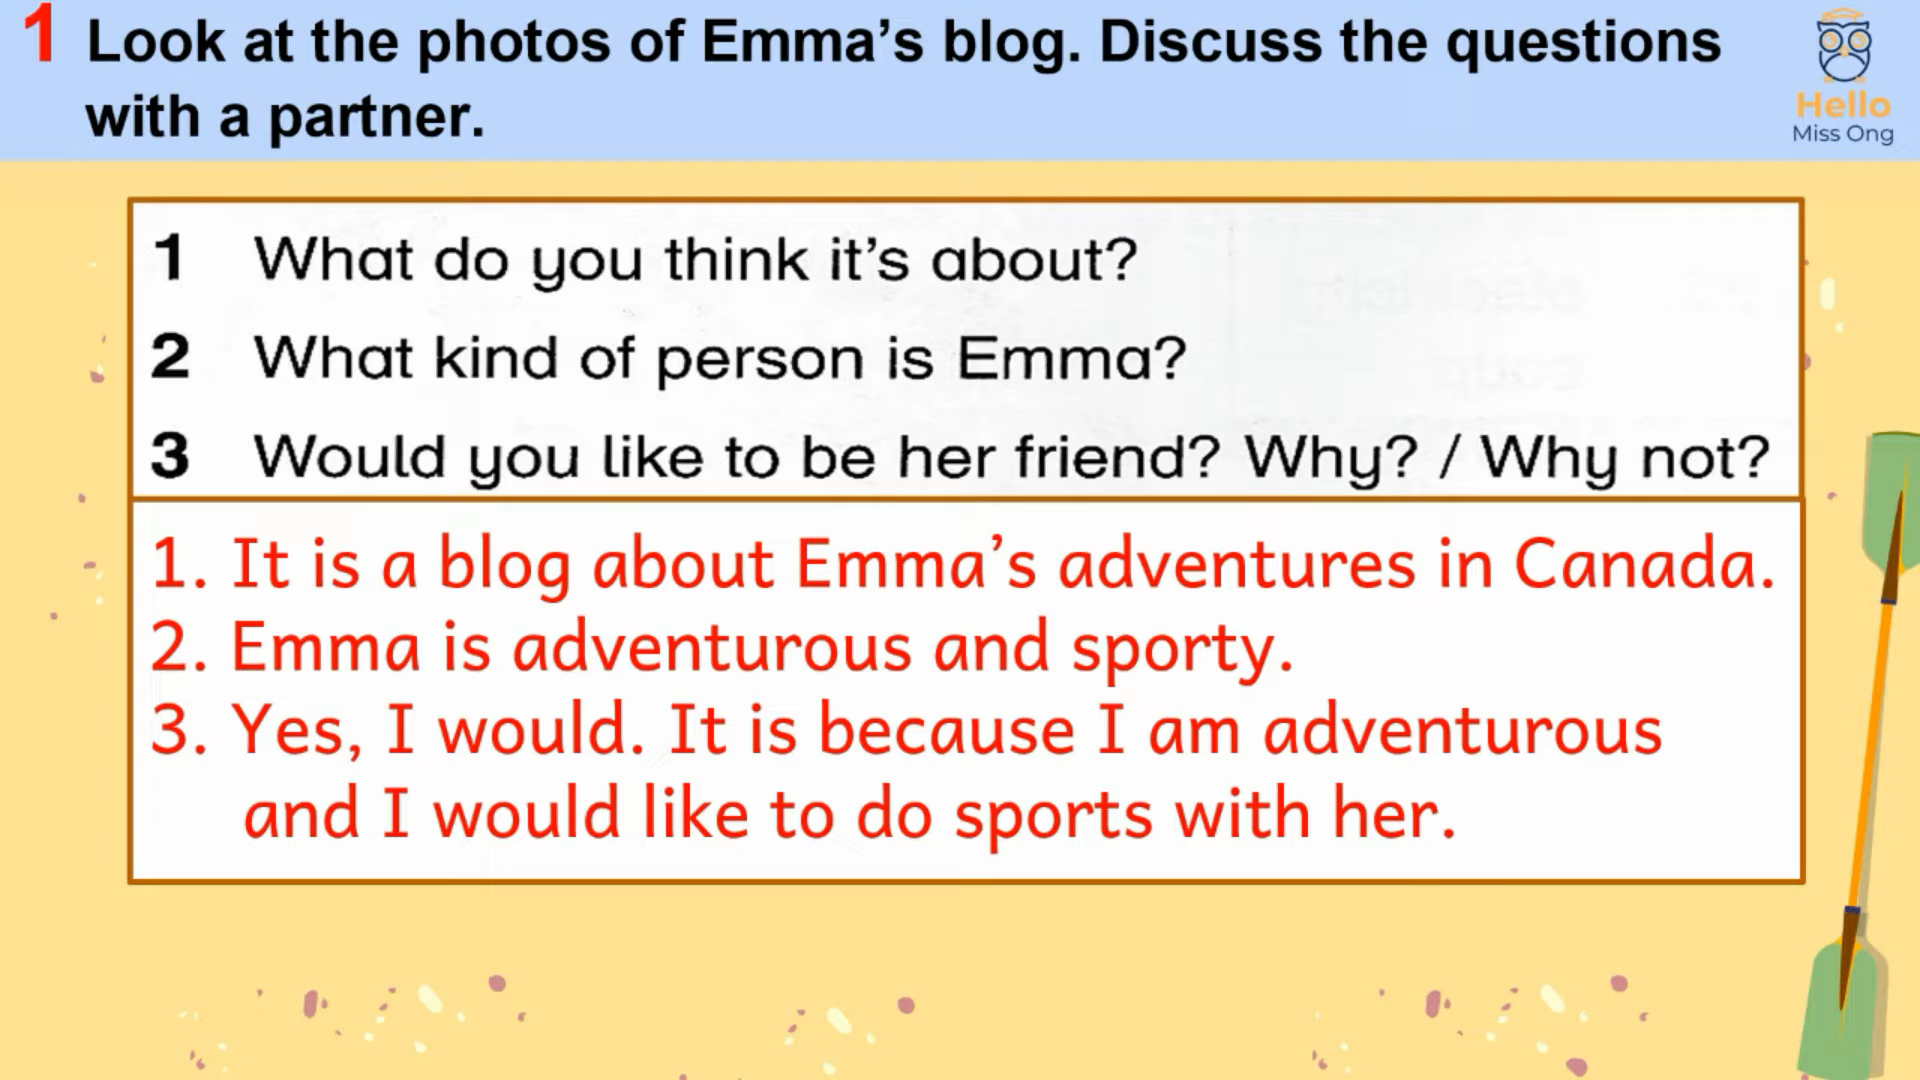 1 Look at the photos of Emma’s blog. Discuss the questions
with a partner.
Hello
Miss Ong
1 What do you think it’s about?
2 What kind of person is Emma?
3 Would you like to be her friend? Why? / Why not?
1. It is a blog about Emma’s adventures in Canada.
2. Emma is adventurous and sporty.
3. Yes, I would. It is because I am adventurous
and I would like to do sports with her.